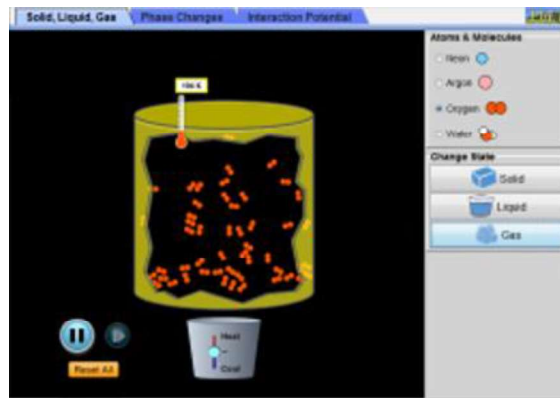 Solid, Liquid, Gas
Phase Changes
Interaction Potential
Atoms & Molecules
Neon
Argon
Oxygen
Water
Change State
Solid
Liquid
Gas
Heat
Cool
Reset All